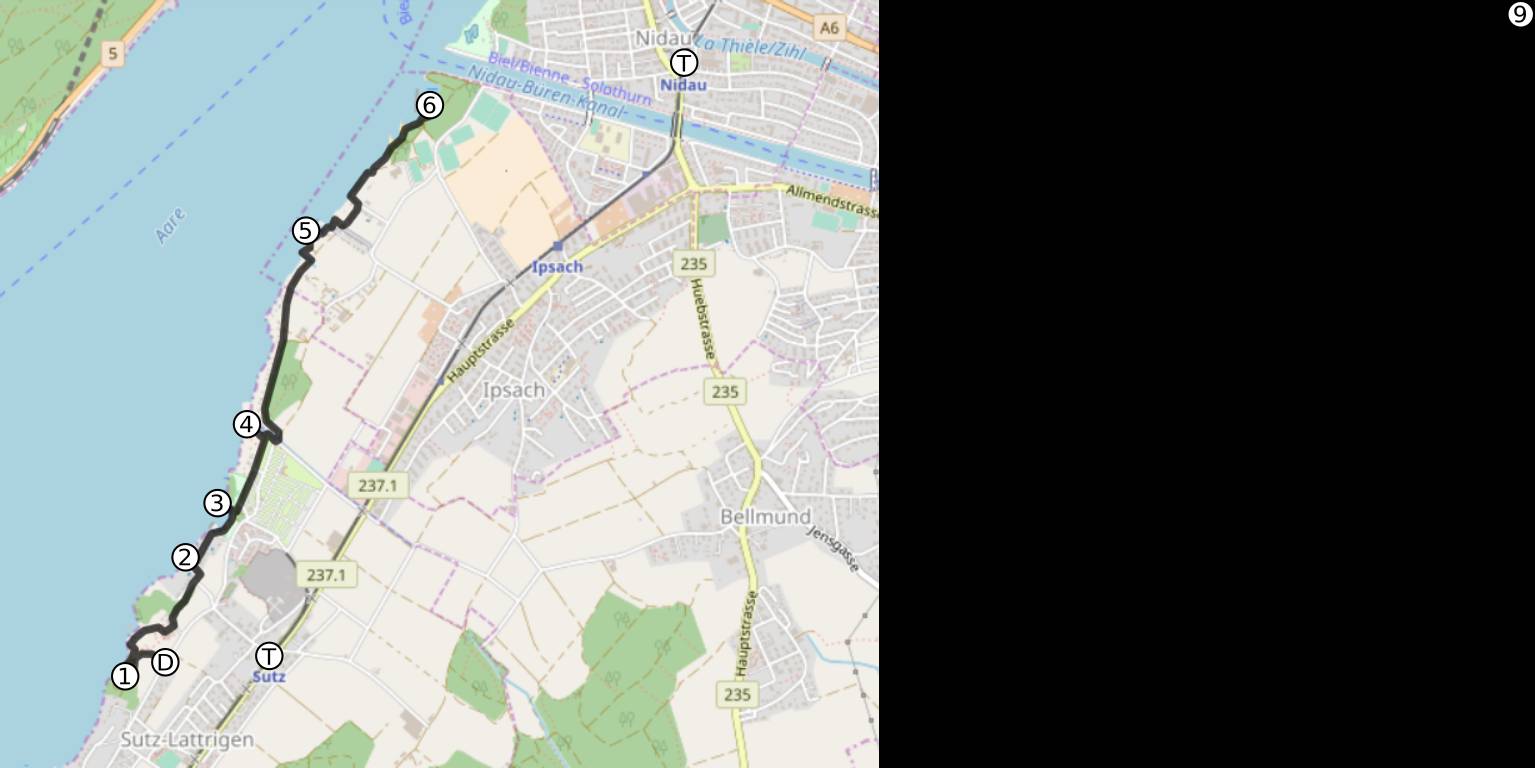 9
Biel
A6
Nidau
La Thièle/Zihl
5
T
Biel/Bienne - Solothurn
Nidau
Nidau-Büren-Kanal
6
Allmendstrasse
Aare
5
Ipsach
235
Huebstrasse
Hauptstrasse
Ipsach
235
4
237.1
3
Bellmund
Jensgasse
2
237.1
Hauptstrasse
T
D
1
Sutz
235
Sutz-Lattrigen